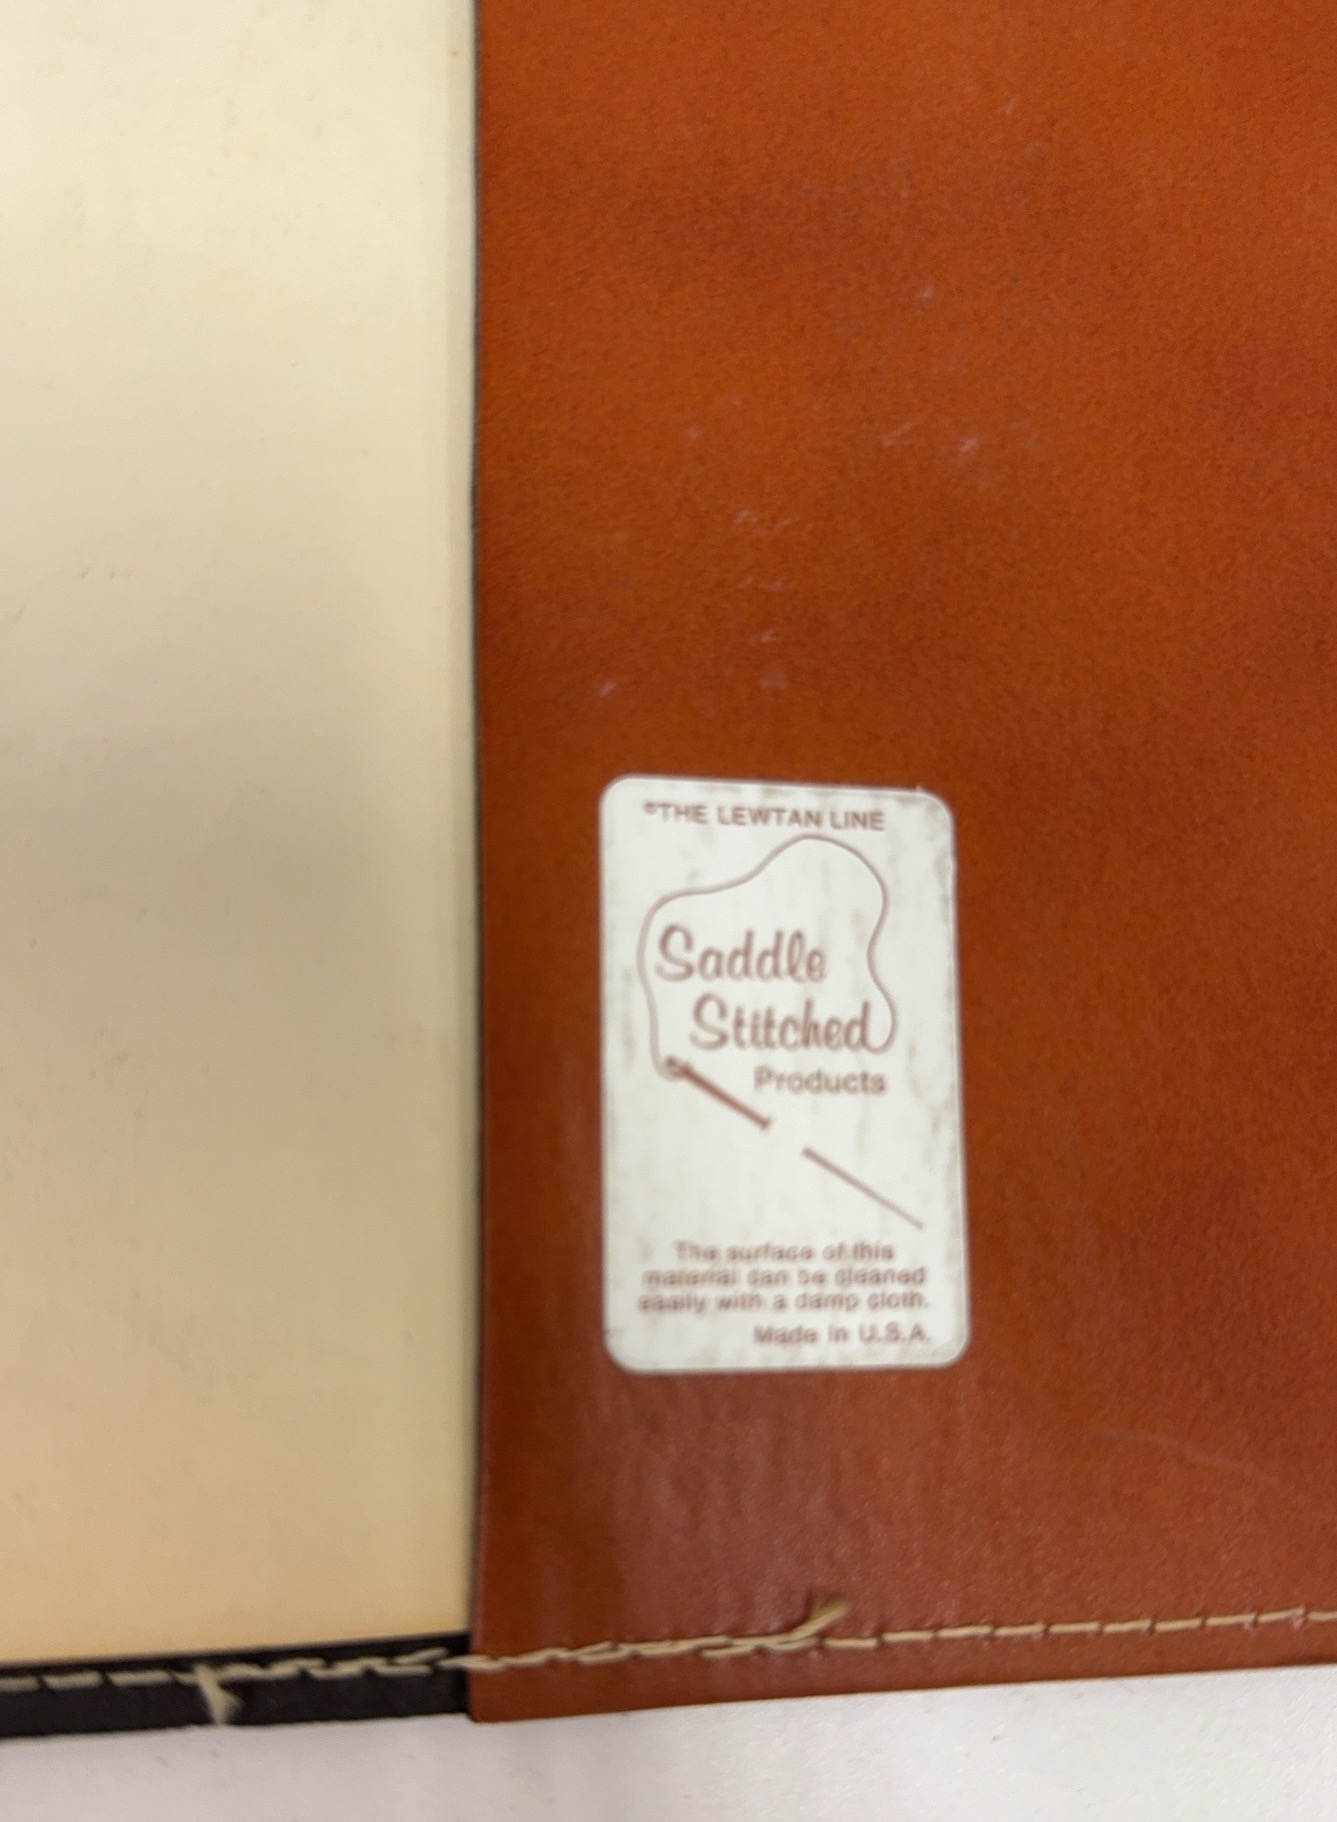 ©THE LEWTAN LINE
Saddle
Stitched
Products
The surface of this
material can be cleaned
easily with a damp cloth.
Made in U.S.A.